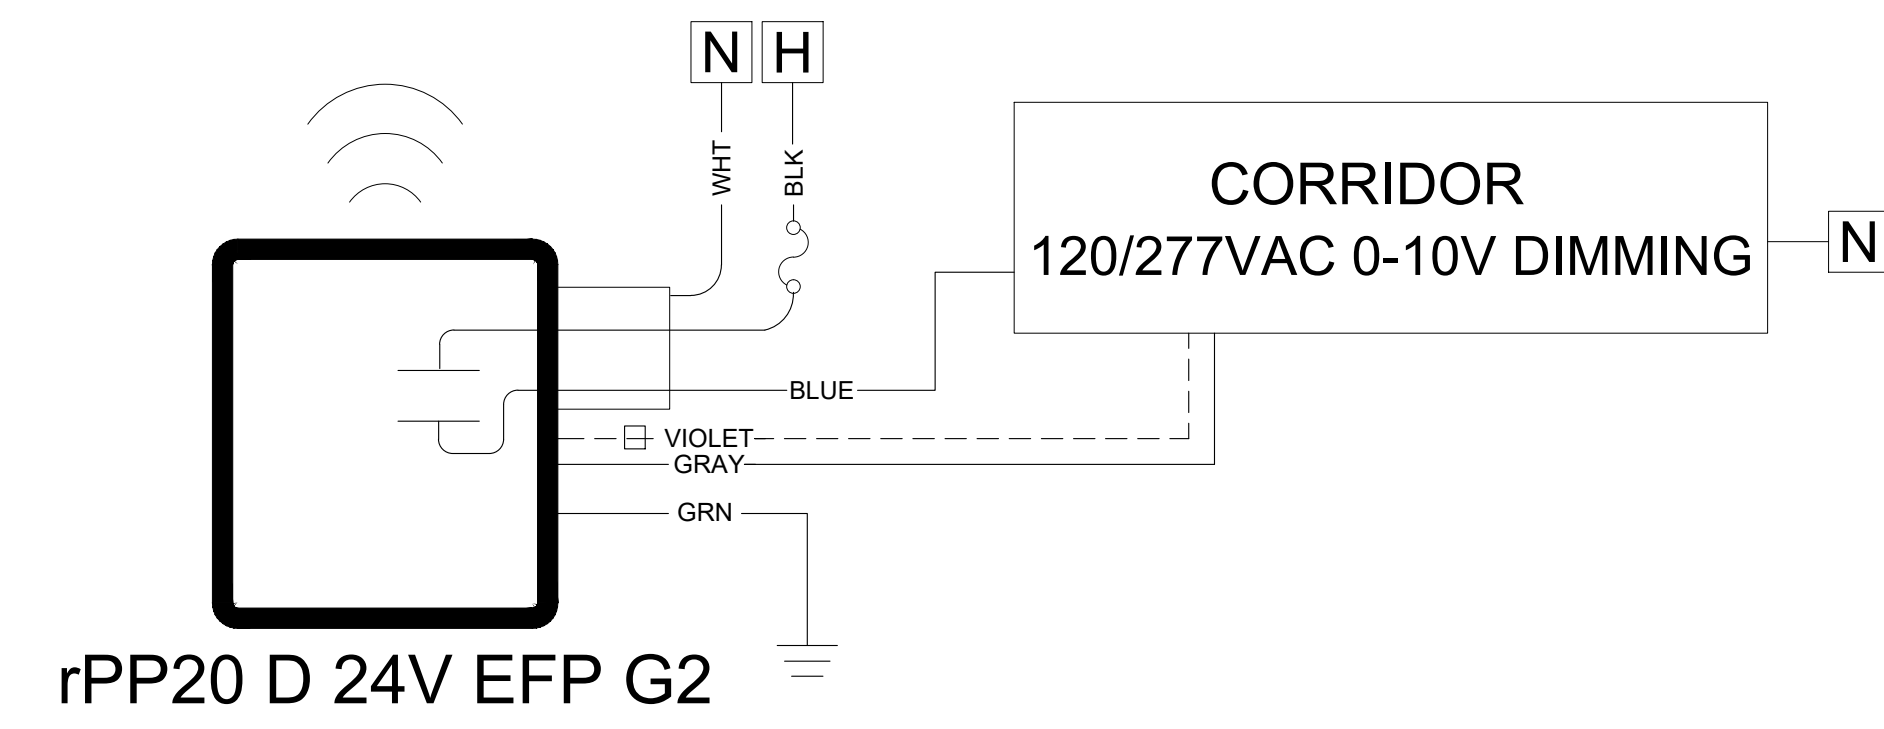 N H
WHT
BLK
CORRIDOR
120/277VAC 0-10V DIMMING
N
BLUE
VIOLET
GRAY
GRN
rPP20 D 24V EFP G2